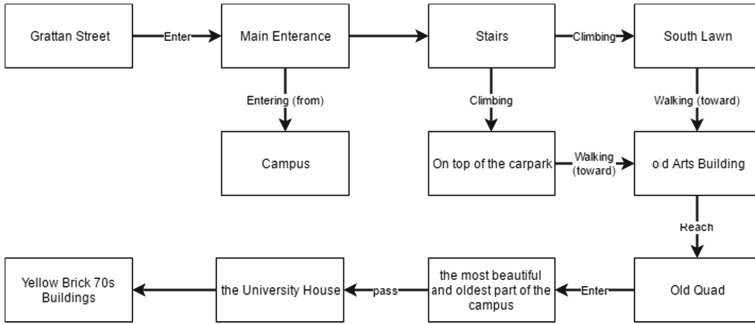 Grattan Street
Enter
Main Enterance
Stairs
Climbing
South Lawn
Entering (from)
Climbing
Walking (toward)
Campus
On top of the carpark
Walking
(toward)
old Arts Building
Reach
Yellow Brick 70s
Buildings
the University House
pass
the most beautiful
and oldest part of the
campus
Enter
Old Quad